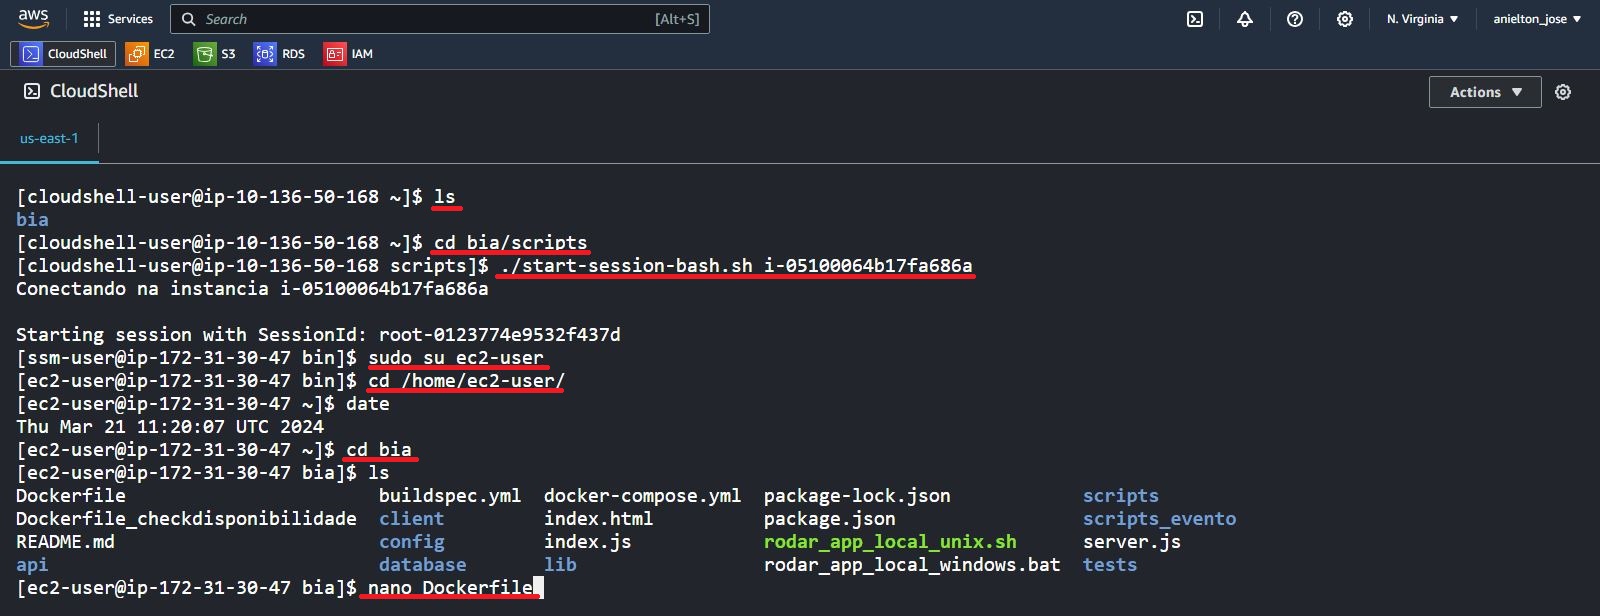 aws Services Search [Alt+S] N. Virginia ▼ anielton_jose ▼
CloudShell EC2 S3 RDS IAM
CloudShell Actions ▼
us-east-1
[cloudshell-user@ip-10-136-50-168 ~]$ ls
bia
[cloudshell-user@ip-10-136-50-168 ~]$ cd bia/scripts
[cloudshell-user@ip-10-136-50-168 scripts]$ ./start-session-bash.sh i-05100064b17fa686a
Conectando na instancia i-05100064b17fa686a
Starting session with SessionId: root-0123774e9532f437d
[ssm-user@ip-172-31-30-47 bin]$ sudo su ec2-user
[ec2-user@ip-172-31-30-47 bin]$ cd /home/ec2-user/
[ec2-user@ip-172-31-30-47 ~]$ date
Thu Mar 21 11:20:07 UTC 2024
[ec2-user@ip-172-31-30-47 ~]$ cd bia
[ec2-user@ip-172-31-30-47 bia]$ ls
Dockerfile buildspec.yml docker-compose.yml package-lock.json scripts
Dockerfile_checkdisponibilidade client index.html package.json scripts_evento
README.md config index.js rodar_app_local_unix.sh server.js
api database lib rodar_app_local_windows.bat tests
[ec2-user@ip-172-31-30-47 bia]$ nano Dockerfile